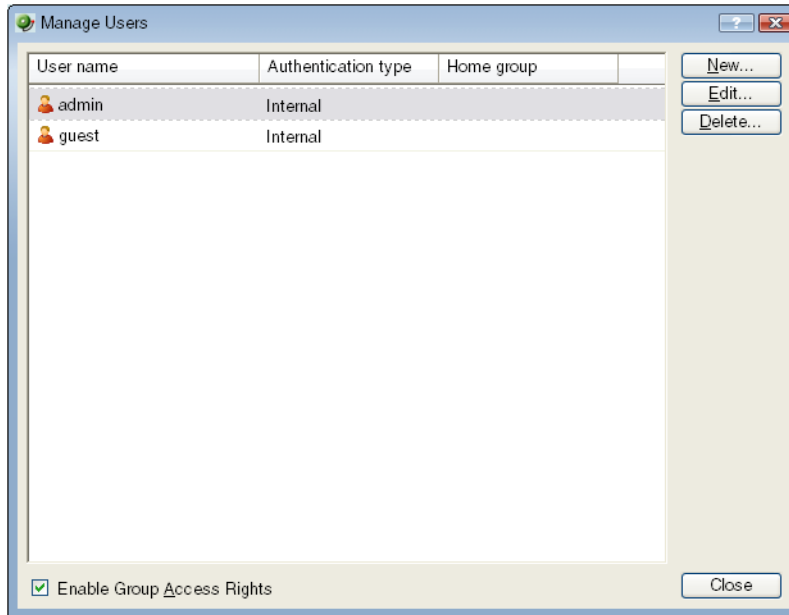 Manage Users
User name Authentication type Home group
New...
Edit...
Delete...
admin Internal
guest Internal
Enable Group Access Rights
Close